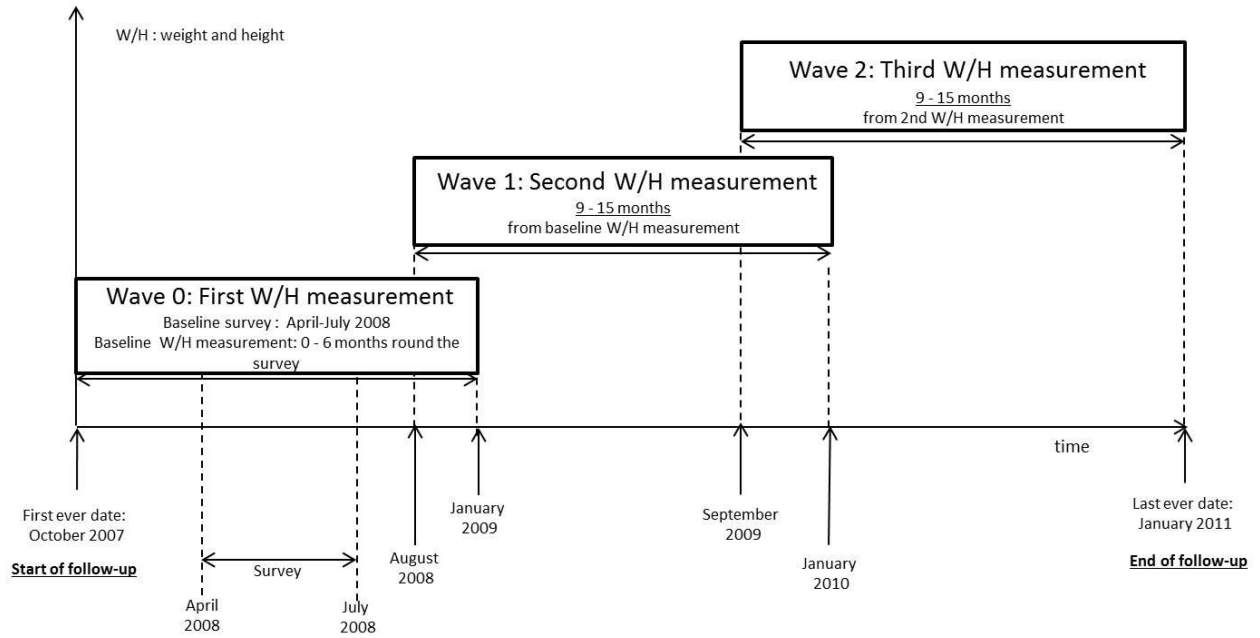 W/H : weight and height
Wave 2: Third W/H measurement
9 - 15 months
from 2nd W/H measurement
Wave 1: Second W/H measurement
9 - 15 months
from baseline W/H measurement
Wave 0: First W/H measurement
Baseline survey : April-July 2008
Baseline W/H measurement: 0 - 6 months round the
survey
time
First ever date:
October 2007
Start of follow-up
April
2008
Survey
July
2008
August
2008
January
2009
September
2009
January
2010
Last ever date:
January 2011
End of follow-up